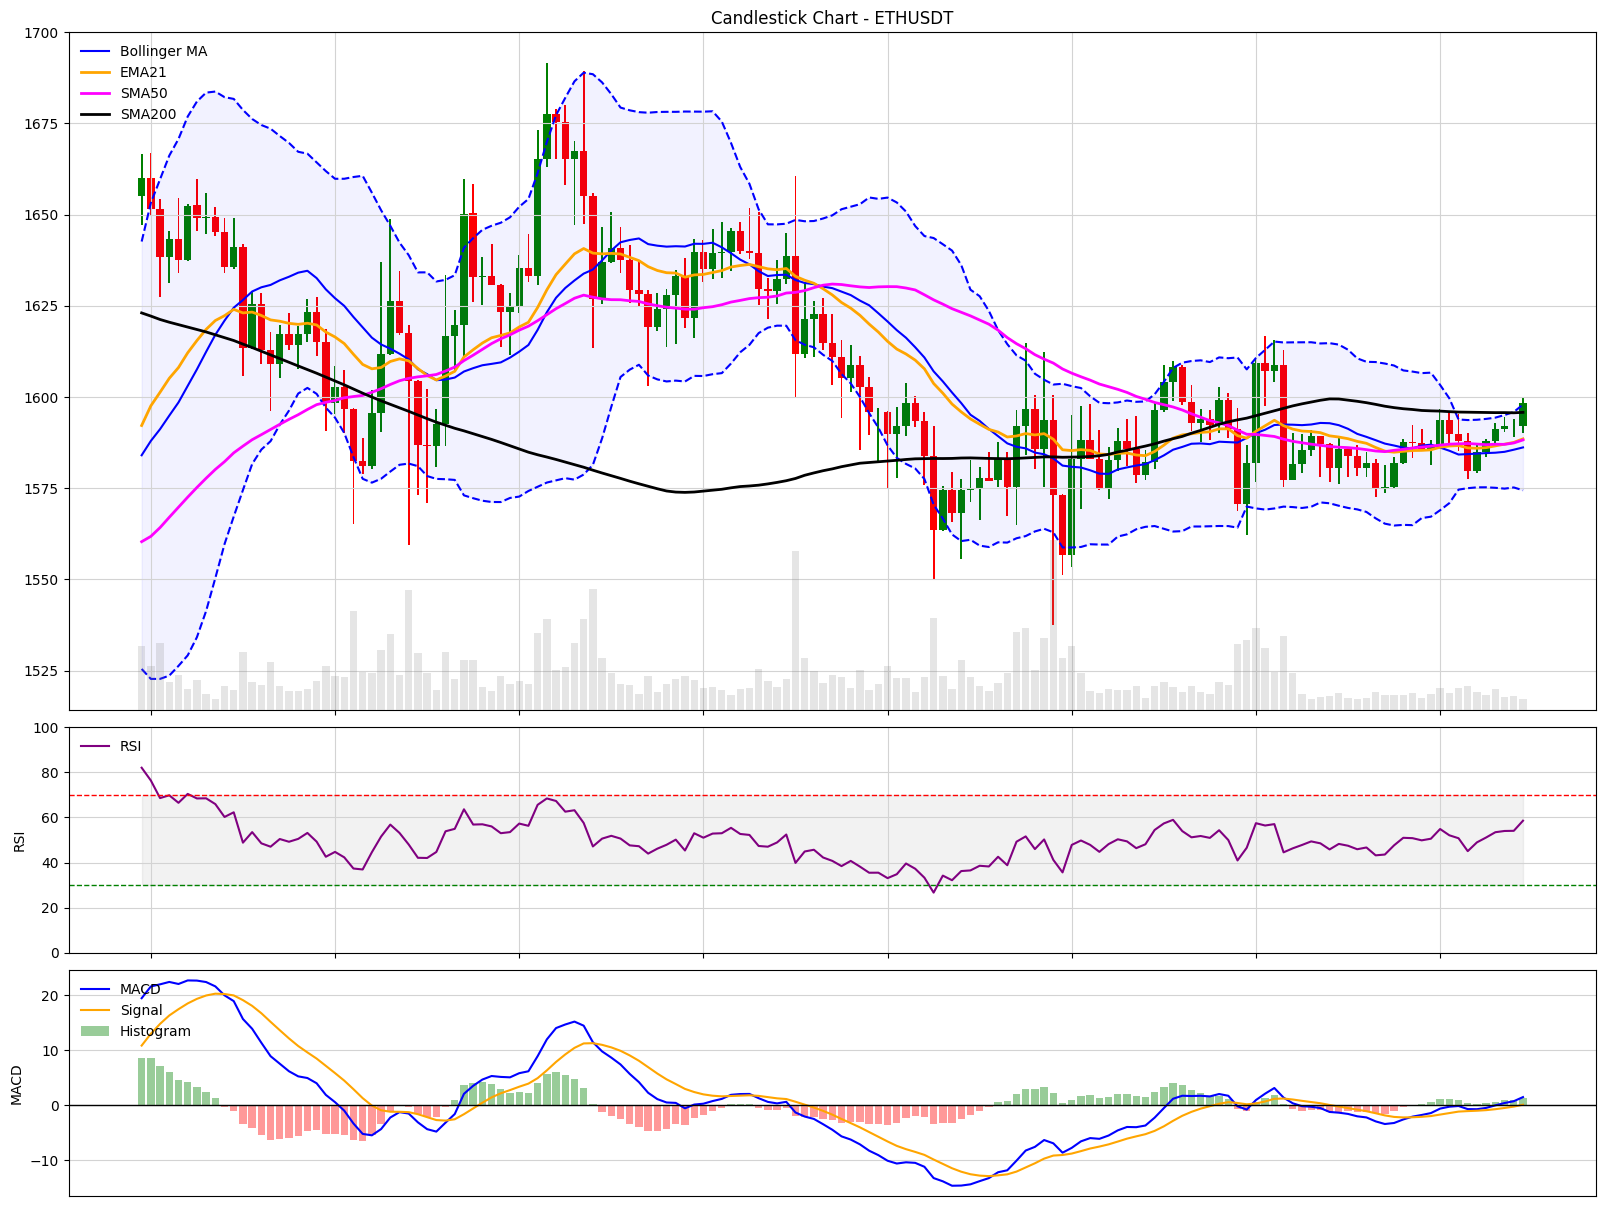 Candlestick Chart - ETHUSDT
1700
1675
1650
1625
1600
1575
1550
1525
Bollinger MA
EMA21
SMA50
SMA200
RSI
100
80
60
40
20
0
RSI
MACD
20
10
0
−10
MACD
Signal
Histogram